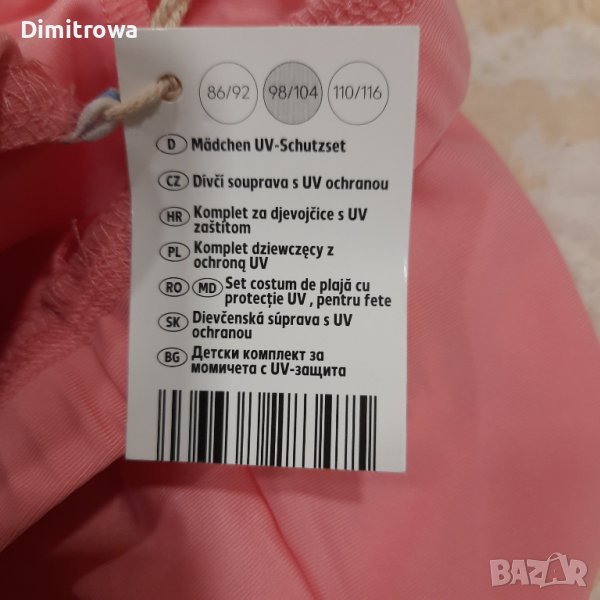 Dimitrowa
86/92 98/104 110/116
D Mädchen UV-Schutzset
CZ Dívčí souprava s UV ochranou
HR Komplet za djevojčice s UV
zaštitom
PL Komplet dziewczęcy z
ochroną UV
RO MD Set costum de plajă cu
protecție UV , pentru fete
SK Dievčenská súprava s UV
ochranou
BG Детски комплект за
момичета с UV-защита
BAZAR